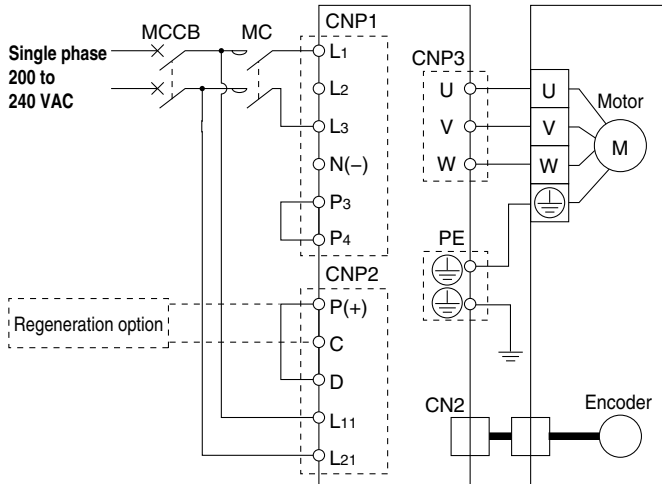 MCCB MC CNP1
Single phase
200 to
240 VAC
L1
L2
L3
N(−)
P3
P4
CNP2
P(+)
C
D
L11
L21
Regeneration option
CNP3
U
V
W
PE
U
V
W
Motor
M
CN2
Encoder